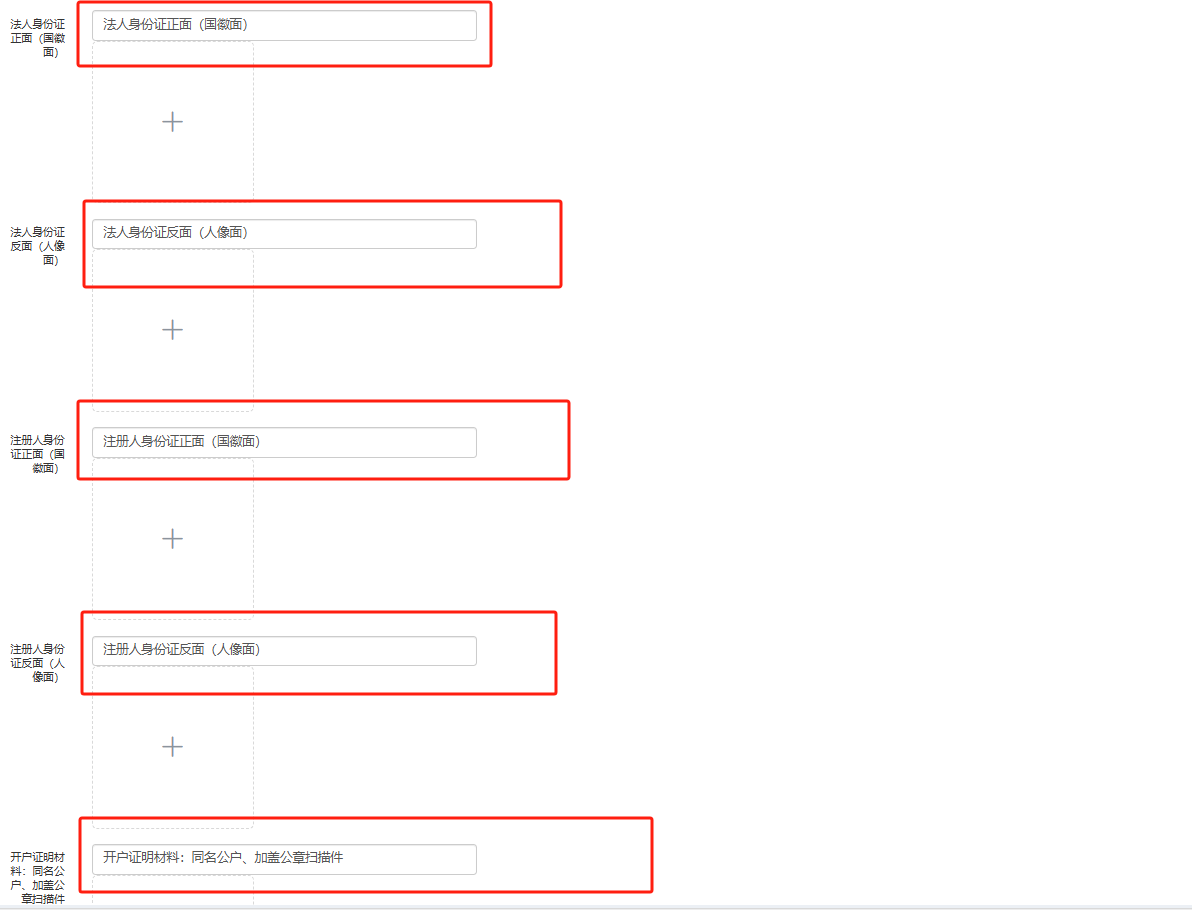 法人身份证
正面（国徽
面）
法人身份证正面（国徽面）
法人身份证
反面（人像
面）
法人身份证反面（人像面）
注册人身份
证正面（国
徽面）
注册人身份证正面（国徽面）
注册人身份
证反面（人
像面）
注册人身份证反面（人像面）
开户证明材
料：同名公
户、加盖公
章扫描件
开户证明材料：同名公户、加盖公章扫描件